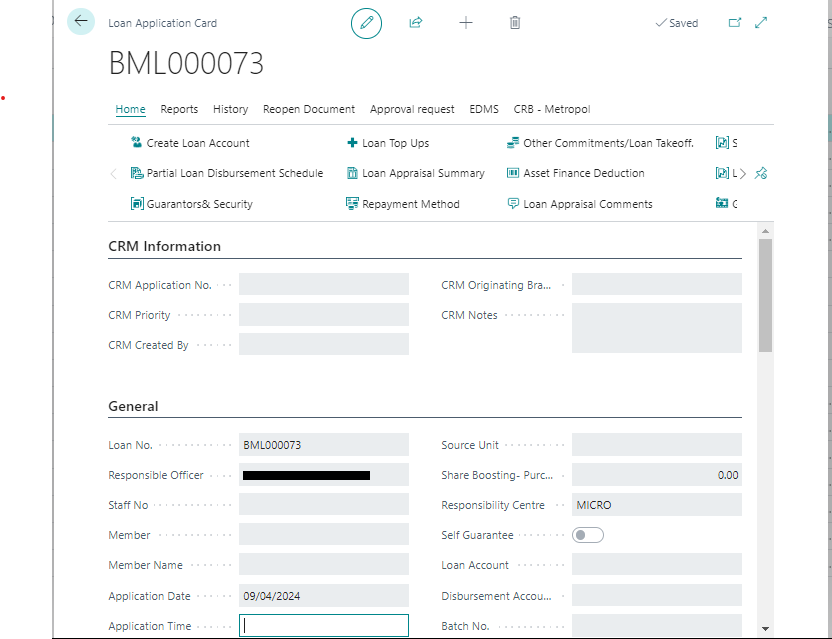 Loan Application Card
Saved
BML000073
Home Reports History Reopen Document Approval request EDMS CRB - Metropol
Create Loan Account Loan Top Ups Other Commitments/Loan Takeoff. S
Partial Loan Disbursement Schedule Loan Appraisal Summary Asset Finance Deduction L
Guarantors& Security Repayment Method Loan Appraisal Comments
CRM Information
CRM Application No. CRM Originating Bra...
CRM Priority CRM Notes
CRM Created By
General
Loan No. BML000073 Source Unit
Responsible Officer Share Boosting- Purc... 0.00
Staff No Responsibility Centre MICRO
Member Self Guarantee
Member Name Loan Account
Application Date 09/04/2024 Disbursement Accou...
Application Time Batch No.